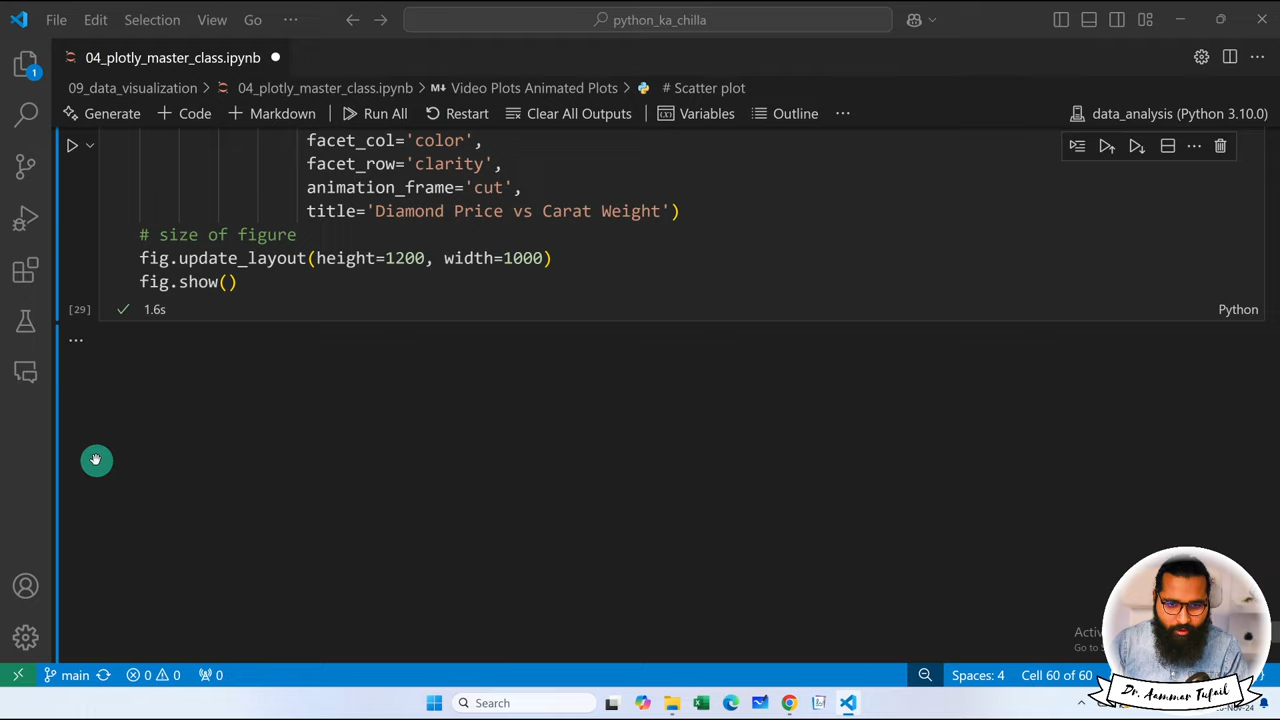 File Edit Selection View Go ··· python_ka_chilla
04_plotly_master_class.ipynb
09_data_visualization > 04_plotly_master_class.ipynb > Video Plots Animated Plots > # Scatter plot
Generate + Code + Markdown Run All Restart Clear All Outputs Variables Outline ··· data_analysis (Python 3.10.0)
facet_col='color',
facet_row='clarity',
animation_frame='cut',
title='Diamond Price vs Carat Weight')
# size of figure
fig.update_layout(height=1200, width=1000)
fig.show()
[29] 1.6s Python
...
1
Go to
Dr. Aammar Tufail
main 0 0 0 Spaces: 4 Cell 60 of 60
Search